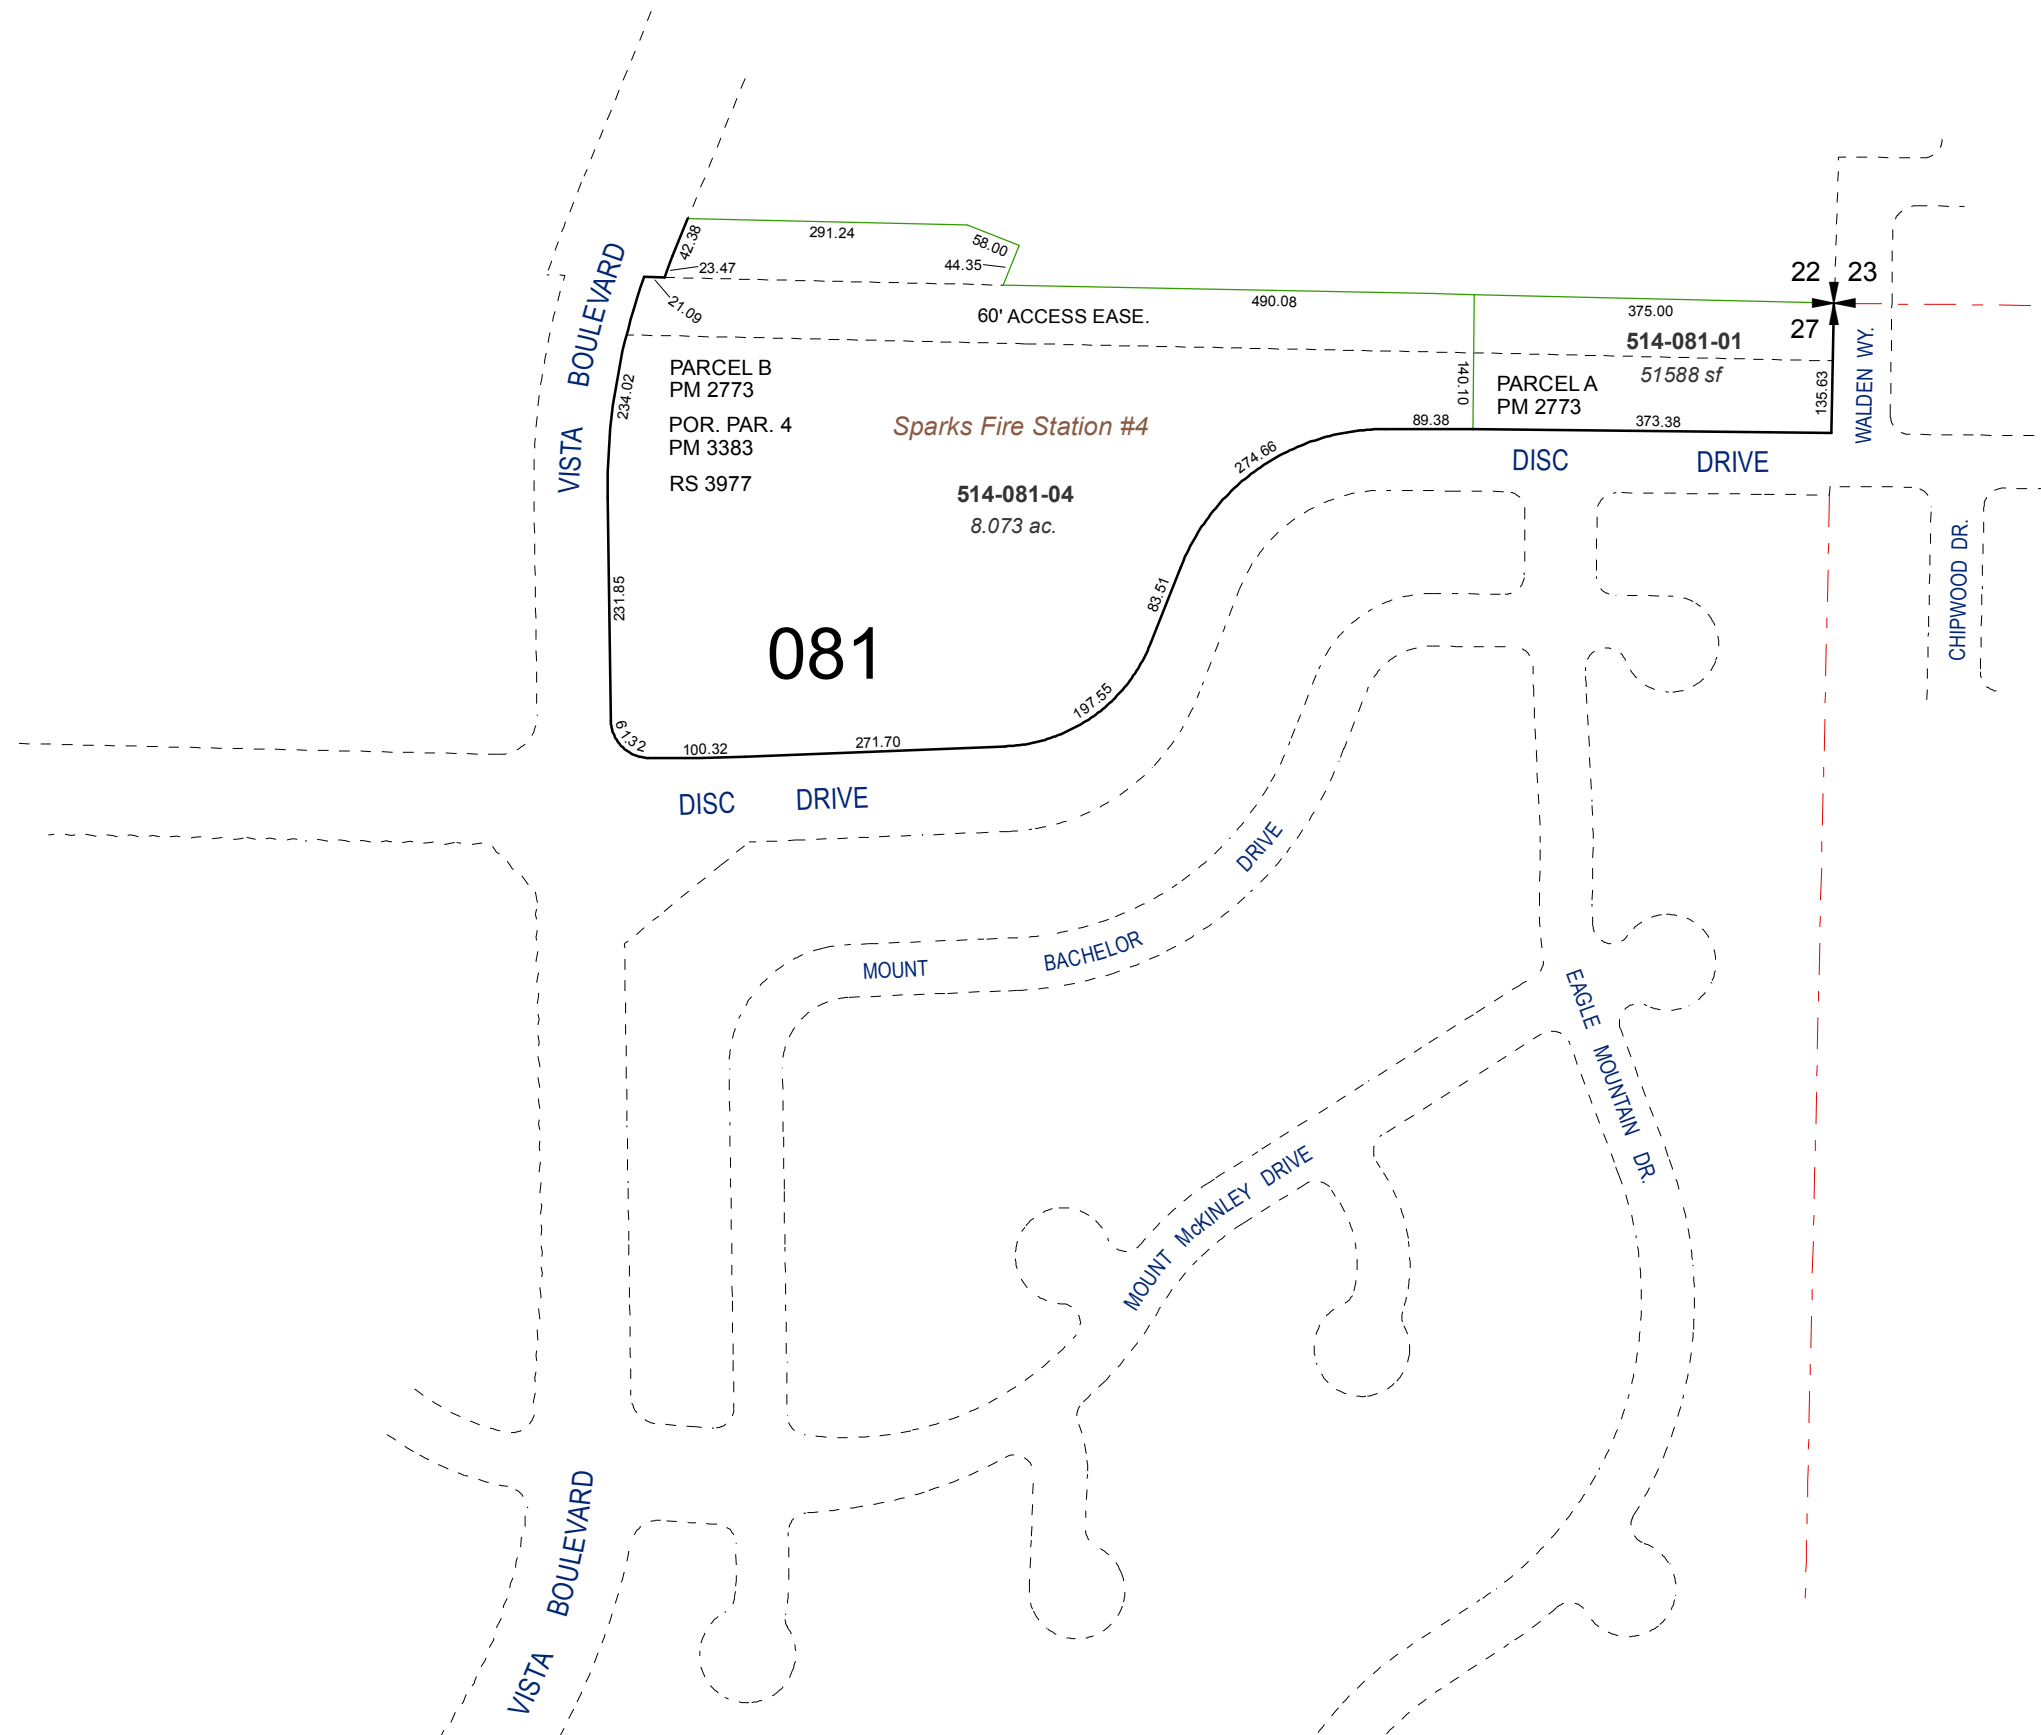 VISTA BOULEVARD
42.38
291.24
58.00
23.47
44.35
21.09
490.08
60' ACCESS EASE.
375.00
22
23
27
514-081-01
51588 sf
WALDEN WY.
PARCEL B
PM 2773
POR. PAR. 4
PM 3383
RS 3977
Sparks Fire Station #4
514-081-04
8.073 ac.
234.02
140.10
PARCEL A
PM 2773
135.63
89.38
373.38
274.66
DISC DRIVE
CHIPWOOD DR.
231.85
83.51
081
197.55
61.32
100.32
271.70
DISC DRIVE
MOUNT BACHELOR DRIVE
EAGLE MOUNTAIN DR.
MOUNT McKINLEY DRIVE
VISTA BOULEVARD